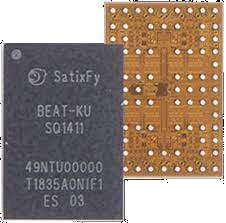 SatixFy
BEAT-KU
SQ1411
49NTU00000
T1835A0NIF1
ES 03